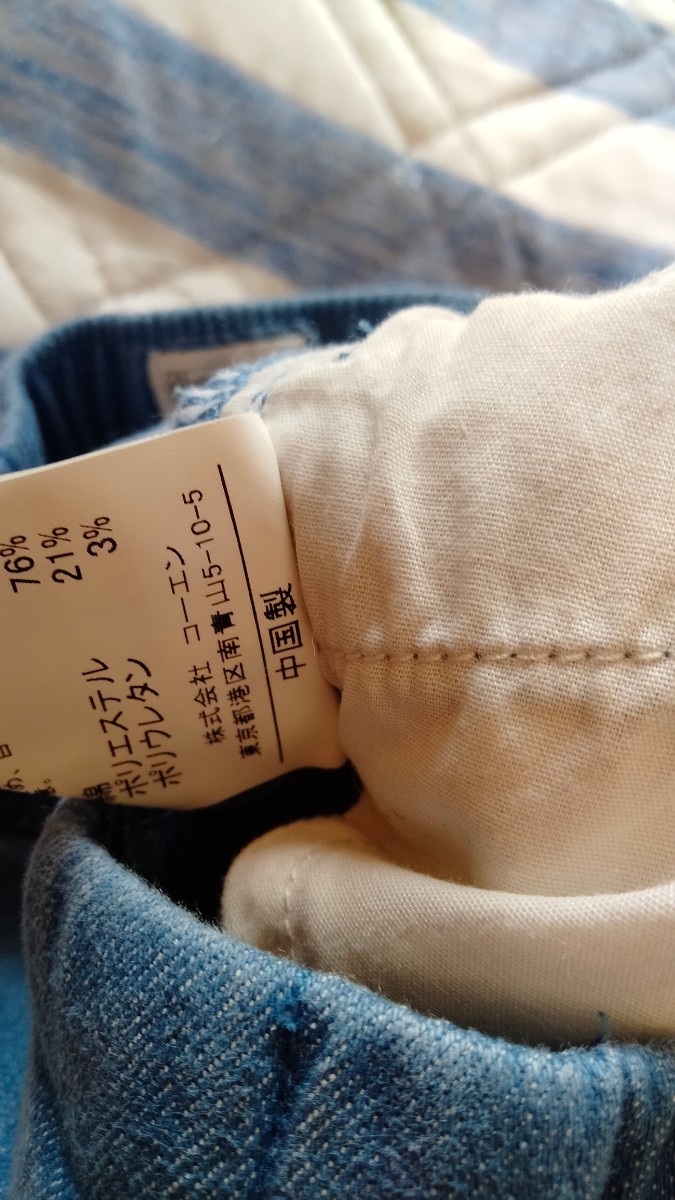 綿 76%
ポリエステル 21%
ポリウレタン 3%
株式会社 コーエン
東京都港区南青山5-10-5
中国製